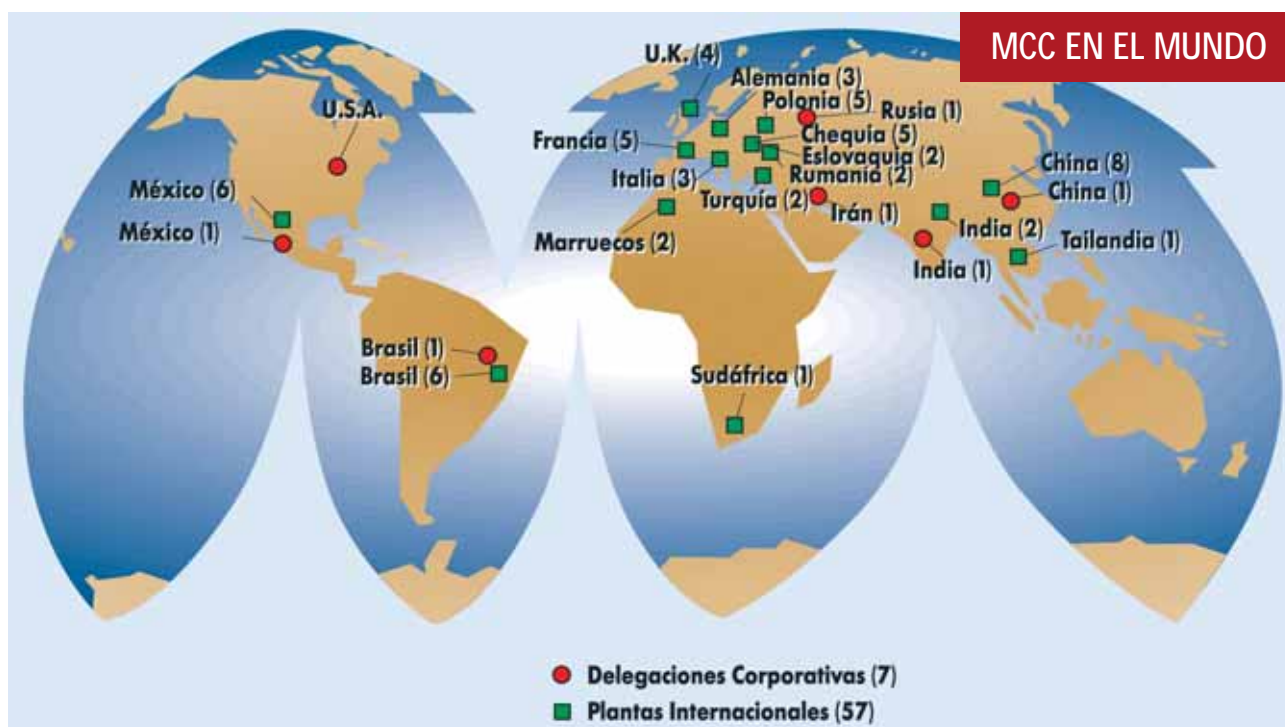 MCC EN EL MUNDO
U.K. (4)
Alemania (3)
Polonia (5)
Rusia (1)
U.S.A.
Francia (5)
Chequia (5)
Eslovaquia (2)
Italia (3)
Rumanía (2)
China (8)
México (6)
Turquía (2)
Irán (1)
China (1)
México (1)
Marruecos (2)
India (2)
Tailandia (1)
India (1)
Brasil (1)
Brasil (6)
Sudáfrica (1)
Delegaciones Corporativas (7)
Plantas Internacionales (57)